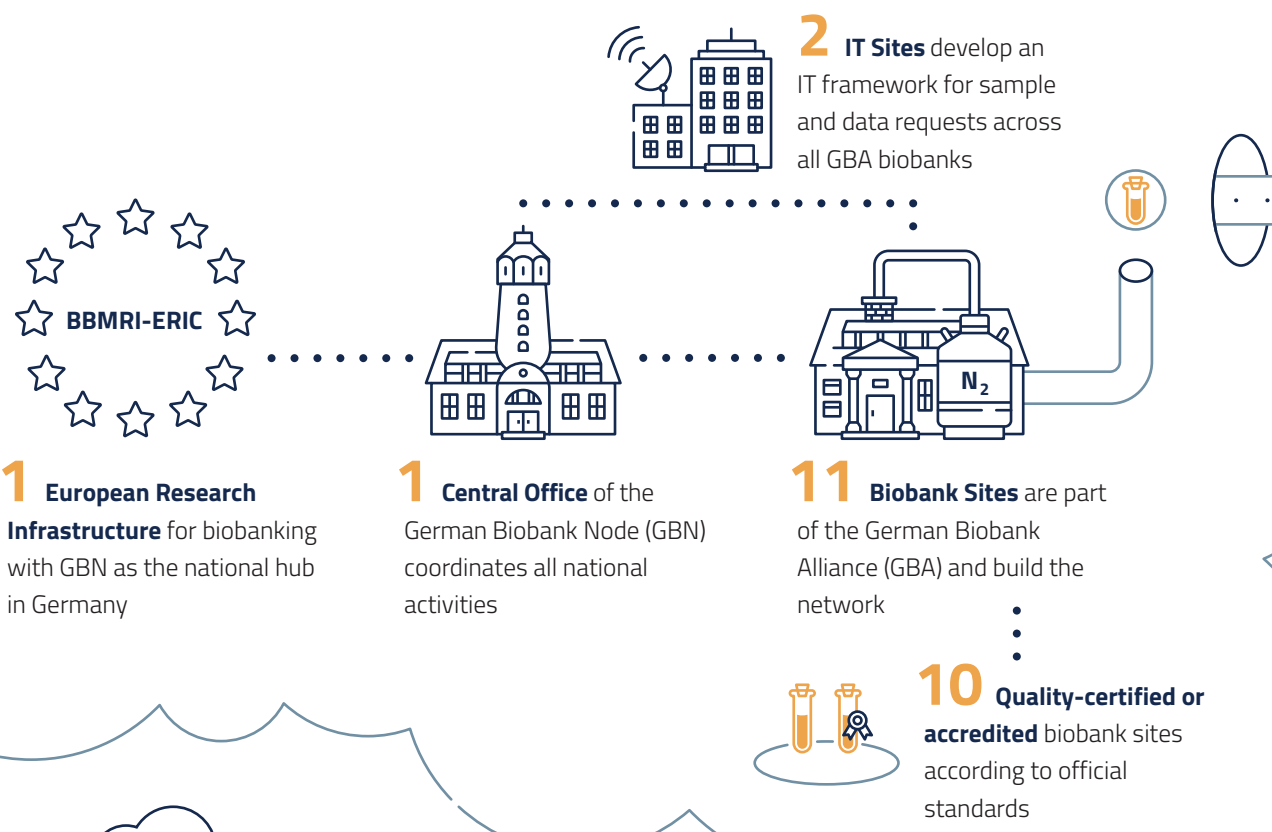 2 IT Sites develop an
IT framework for sample
and data requests across
all GBA biobanks
BBMRI-ERIC
N2
1 European Research
Infrastructure for biobanking
with GBN as the national hub
in Germany
1 Central Office of the
German Biobank Node (GBN)
coordinates all national
activities
11 Biobank Sites are part
of the German Biobank
Alliance (GBA) and build the
network
10 Quality-certified or
accredited biobank sites
according to official
standards